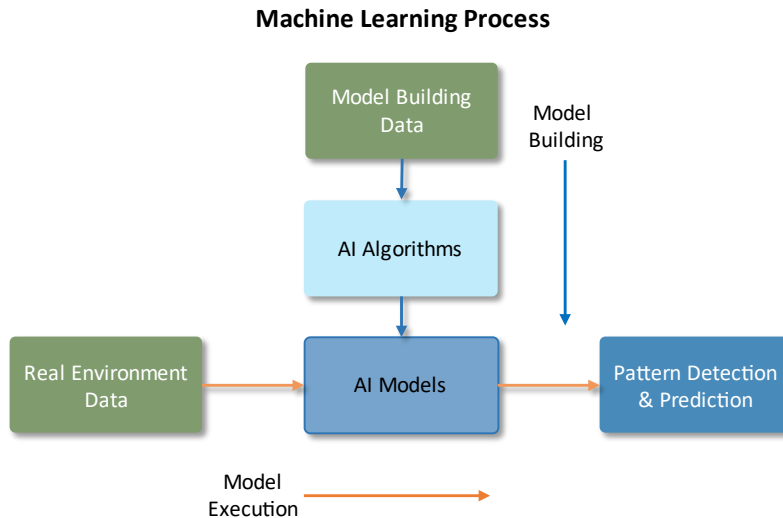 Machine Learning Process
Model Building
Data
Model
Building
AI Algorithms
Real Environment
Data
AI Models
Pattern Detection
& Prediction
Model
Execution